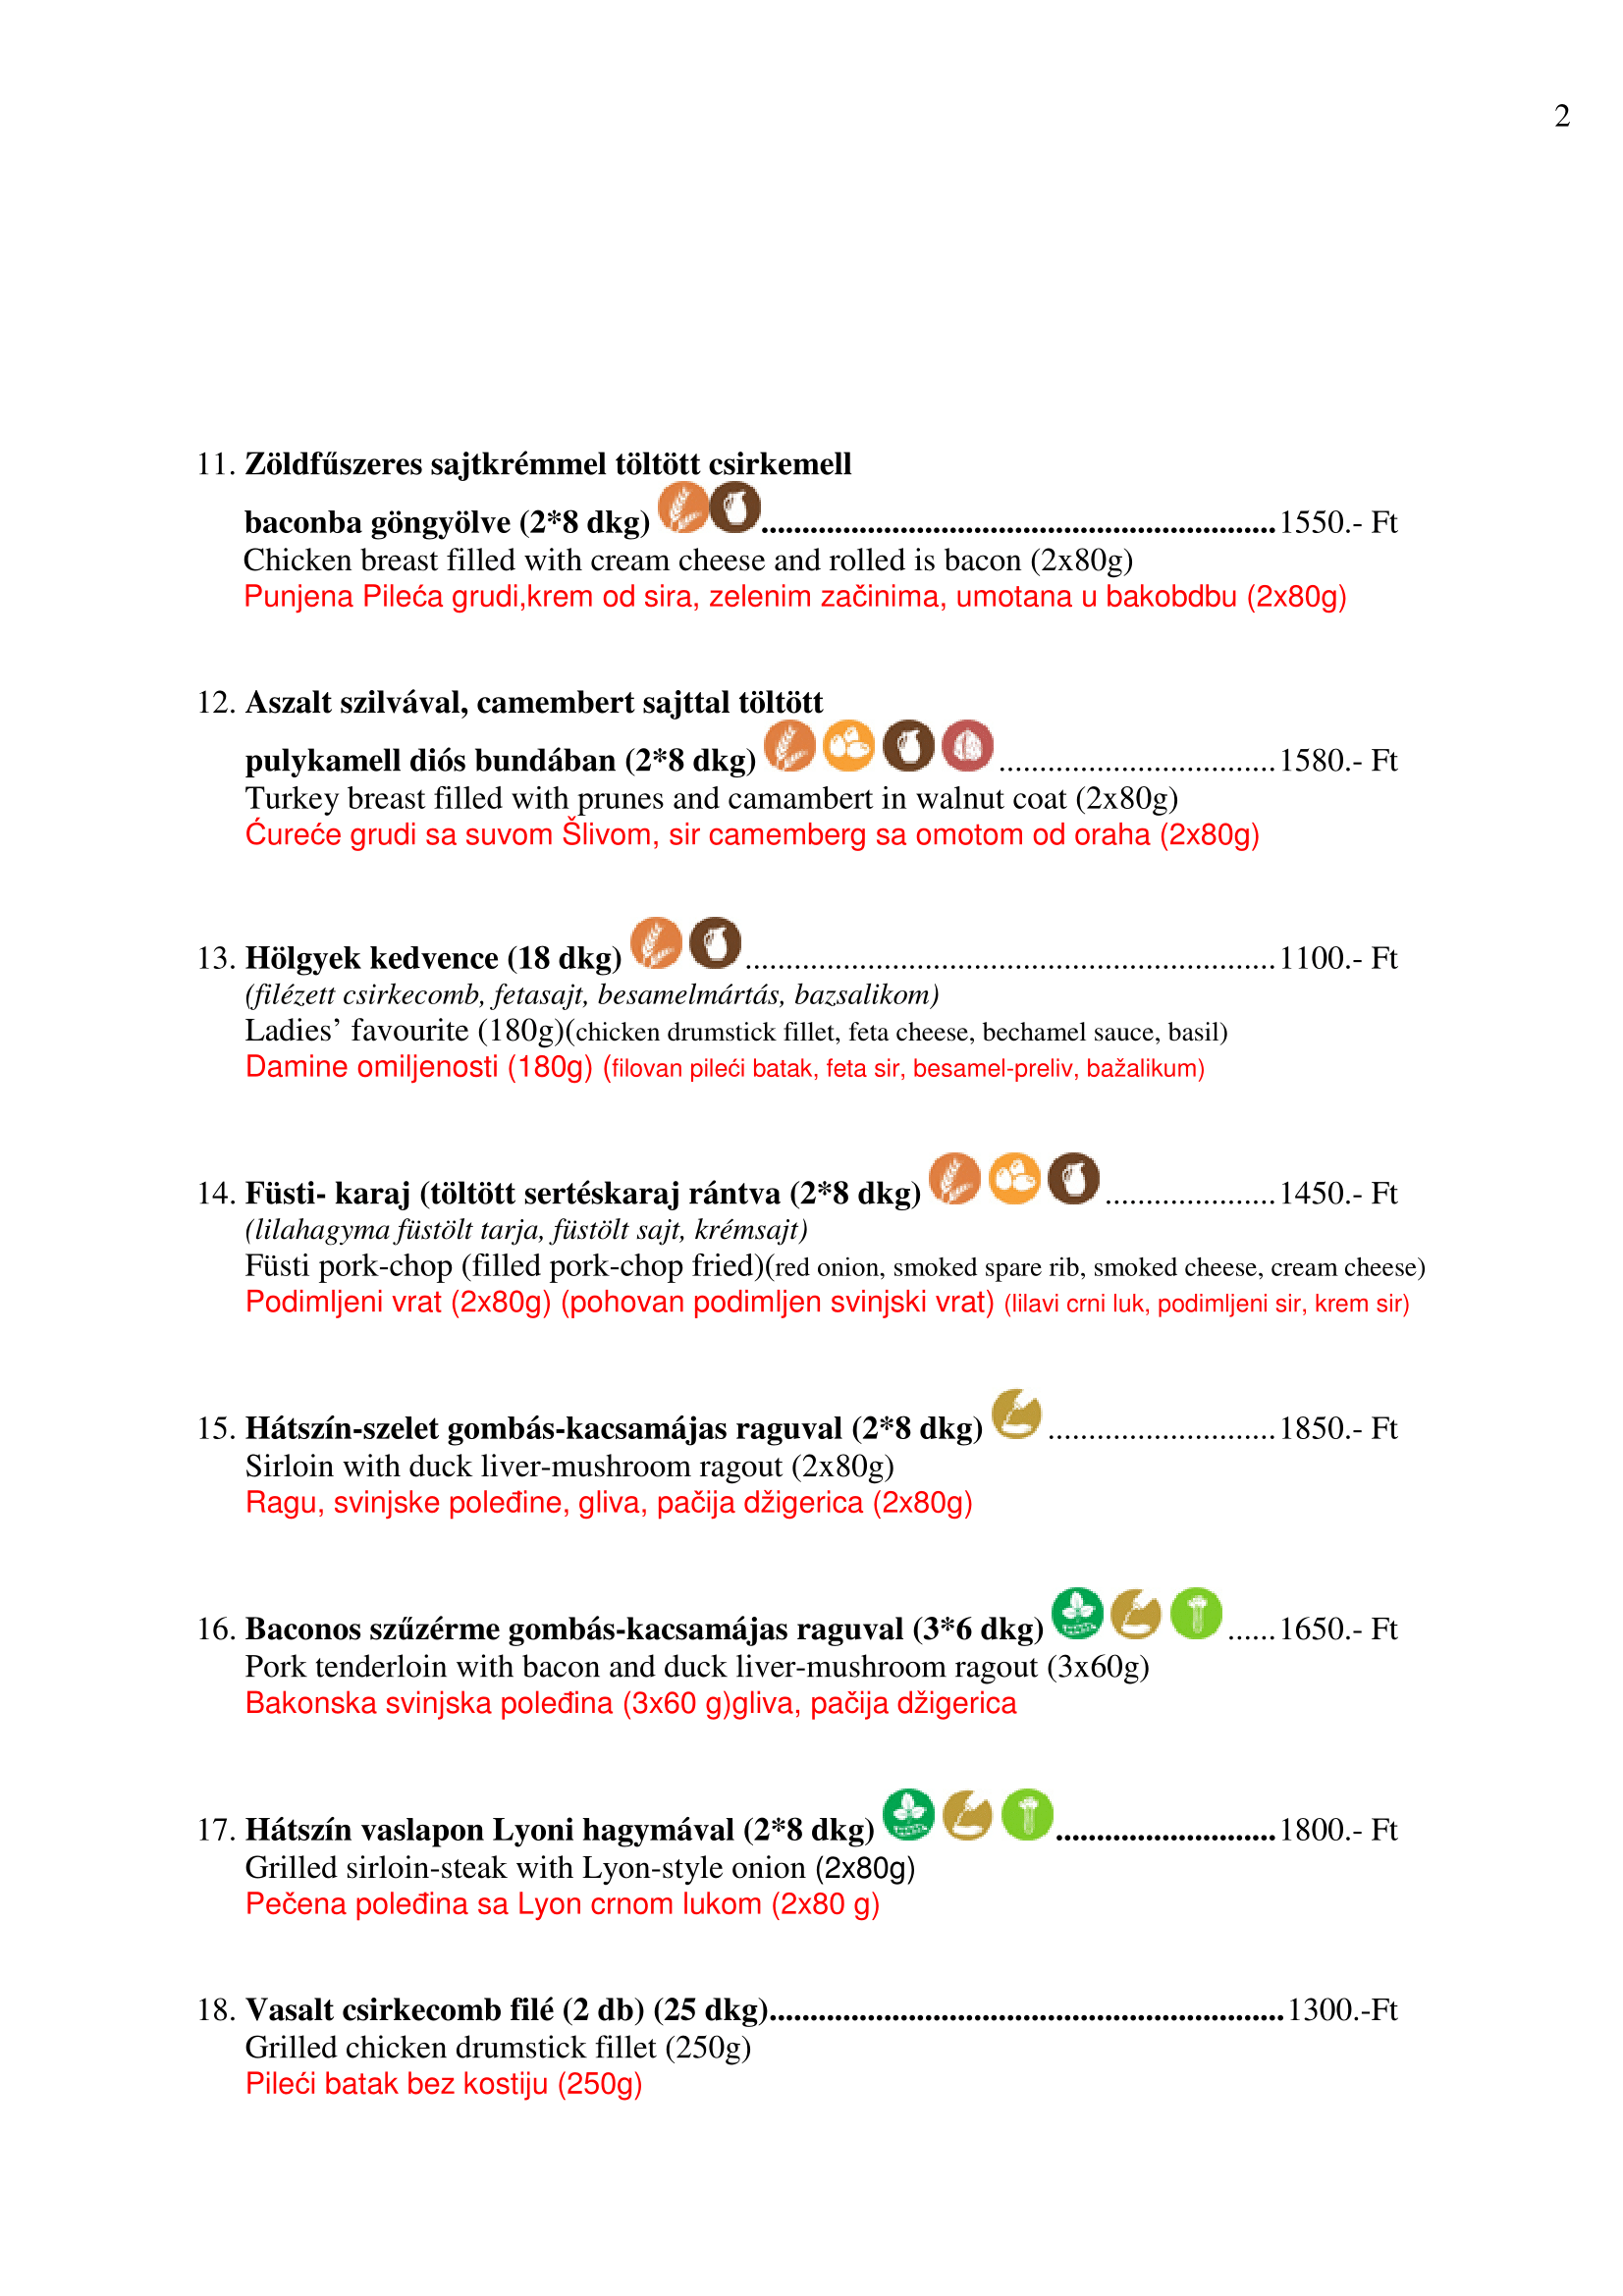 2
11. Zöldfűszeres sajtkrémmel töltött csirkemell
baconba göngyölve (2*8 dkg) ................................................................1550.- Ft
Chicken breast filled with cream cheese and rolled is bacon (2x80g)
Punjena Pileća grudi,krem od sira, zelenim začinima, umotana u bakobdbu (2x80g)
12. Aszalt szilvával, camembert sajttal töltött
pulykamell diós bundában (2*8 dkg) ..................................1580.- Ft
Turkey breast filled with prunes and camambert in walnut coat (2x80g)
Ćureće grudi sa suvom Šlivom, sir camemberg sa omotom od oraha (2x80g)
13. Hölgyek kedvence (18 dkg) ..................................................................1100.- Ft
(filézett csirkecomb, fetasajt, besamelmártás, bazsalikom)
Ladies’ favourite (180g)(chicken drumstick fillet, feta cheese, bechamel sauce, basil)
Damine omiljenosti (180g) (filovan pileći batak, feta sir, besamel-preliv, bažalikum)
14. Füsti- karaj (töltött sertéskaraj rántva (2*8 dkg) .....................1450.- Ft
(lilahagyma füstölt tarja, füstölt sajt, krémsajt)
Füsti pork-chop (filled pork-chop fried)(red onion, smoked spare rib, smoked cheese, cream cheese)
Podimljeni vrat (2x80g) (pohovan podimljen svinjski vrat) (lilavi crni luk, podimljeni sir, krem sir)
15. Hátszín-szelet gombás-kacsamájas raguval (2*8 dkg) ............................1850.- Ft
Sirloin with duck liver-mushroom ragout (2x80g)
Ragu, svinjske poleđine, gliva, pačija džigerica (2x80g)
16. Baconos szűzérme gombás-kacsamájas raguval (3*6 dkg) ......1650.- Ft
Pork tenderloin with bacon and duck liver-mushroom ragout (3x60g)
Bakonska svinjska poleđina (3x60 g)gliva, pačija džigerica
17. Hátszín vaslapon Lyoni hagymával (2*8 dkg) ...........................1800.- Ft
Grilled sirloin-steak with Lyon-style onion (2x80g)
Pečena poleđina sa Lyon crnom lukom (2x80 g)
18. Vasalt csirkecomb filé (2 db) (25 dkg)................................................................1300.-Ft
Grilled chicken drumstick fillet (250g)
Pileći batak bez kostiju (250g)